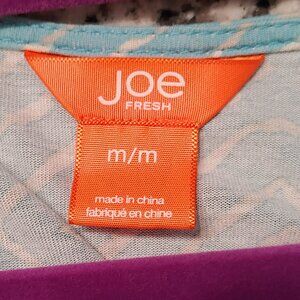 joe
FRESH
m/m
made in china
fabriqué en chine